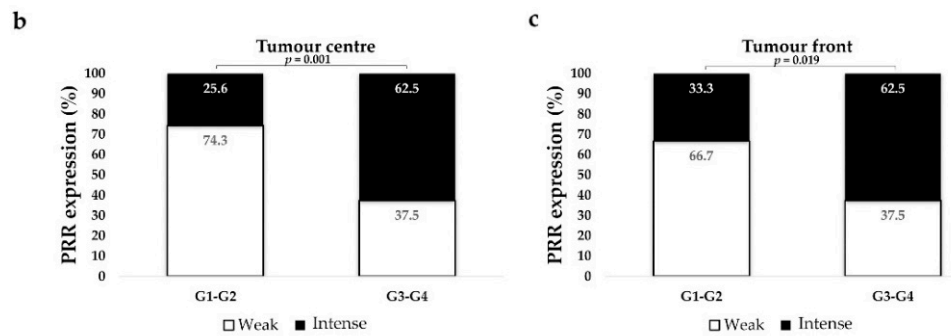 b
Tumour centre
p = 0.001
PRR expression (%)
100
90
80
70
60
50
40
30
20
10
0
25.6
74.3
62.5
37.5
G1-G2
G3-G4
Weak
Intense
c
Tumour front
p = 0.019
PRR expression (%)
100
90
80
70
60
50
40
30
20
10
0
33.3
66.7
62.5
37.5
G1-G2
G3-G4
Weak
Intense